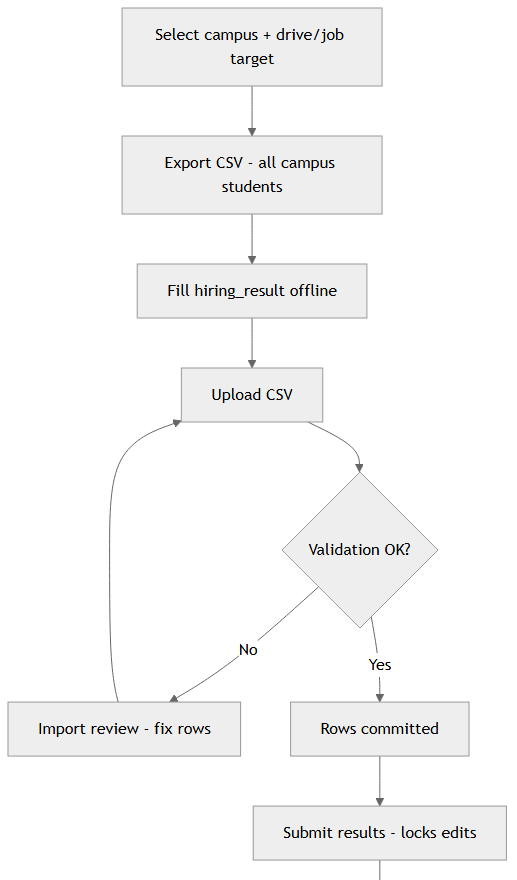 Select campus + drive/job
target
Export CSV - all campus
students
Fill hiring_result offline
Upload CSV
Validation OK?
No
Yes
Import review - fix rows
Rows committed
Submit results - locks edits